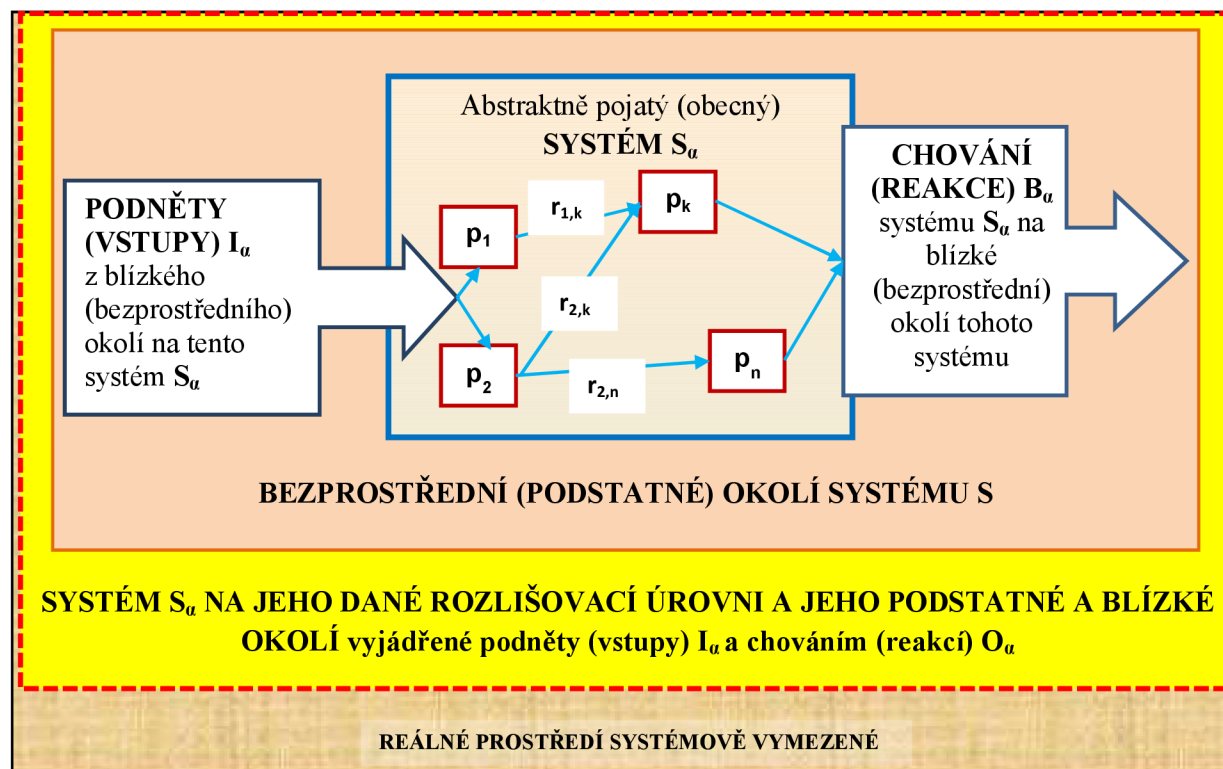 Abstraktně pojatý (obecný)
SYSTÉM Sα
PODNĚTY
(VSTUPY) Iα
z blízkého
(bezprostředního)
okolí na tento
systém Sα
p1
r1,k
pk
r2,k
p2
r2,n
pn
CHOVÁNÍ
(REAKCE) Bα
systému Sα na
blízké
(bezprostřední)
okolí tohoto
systému
BEZPROSTŘEDNÍ (PODSTATNÉ) OKOLÍ SYSTÉMU S
SYSTÉM Sα NA JEHO DANÉ ROZLIŠOVACÍ ÚROVNI A JEHO PODSTATNÉ A BLÍZKÉ
OKOLÍ vyjádřené podněty (vstupy) Iα a chováním (reakcí) Oα
REÁLNÉ PROSTŘEDÍ SYSTÉMOVĚ VYMEZENÉ